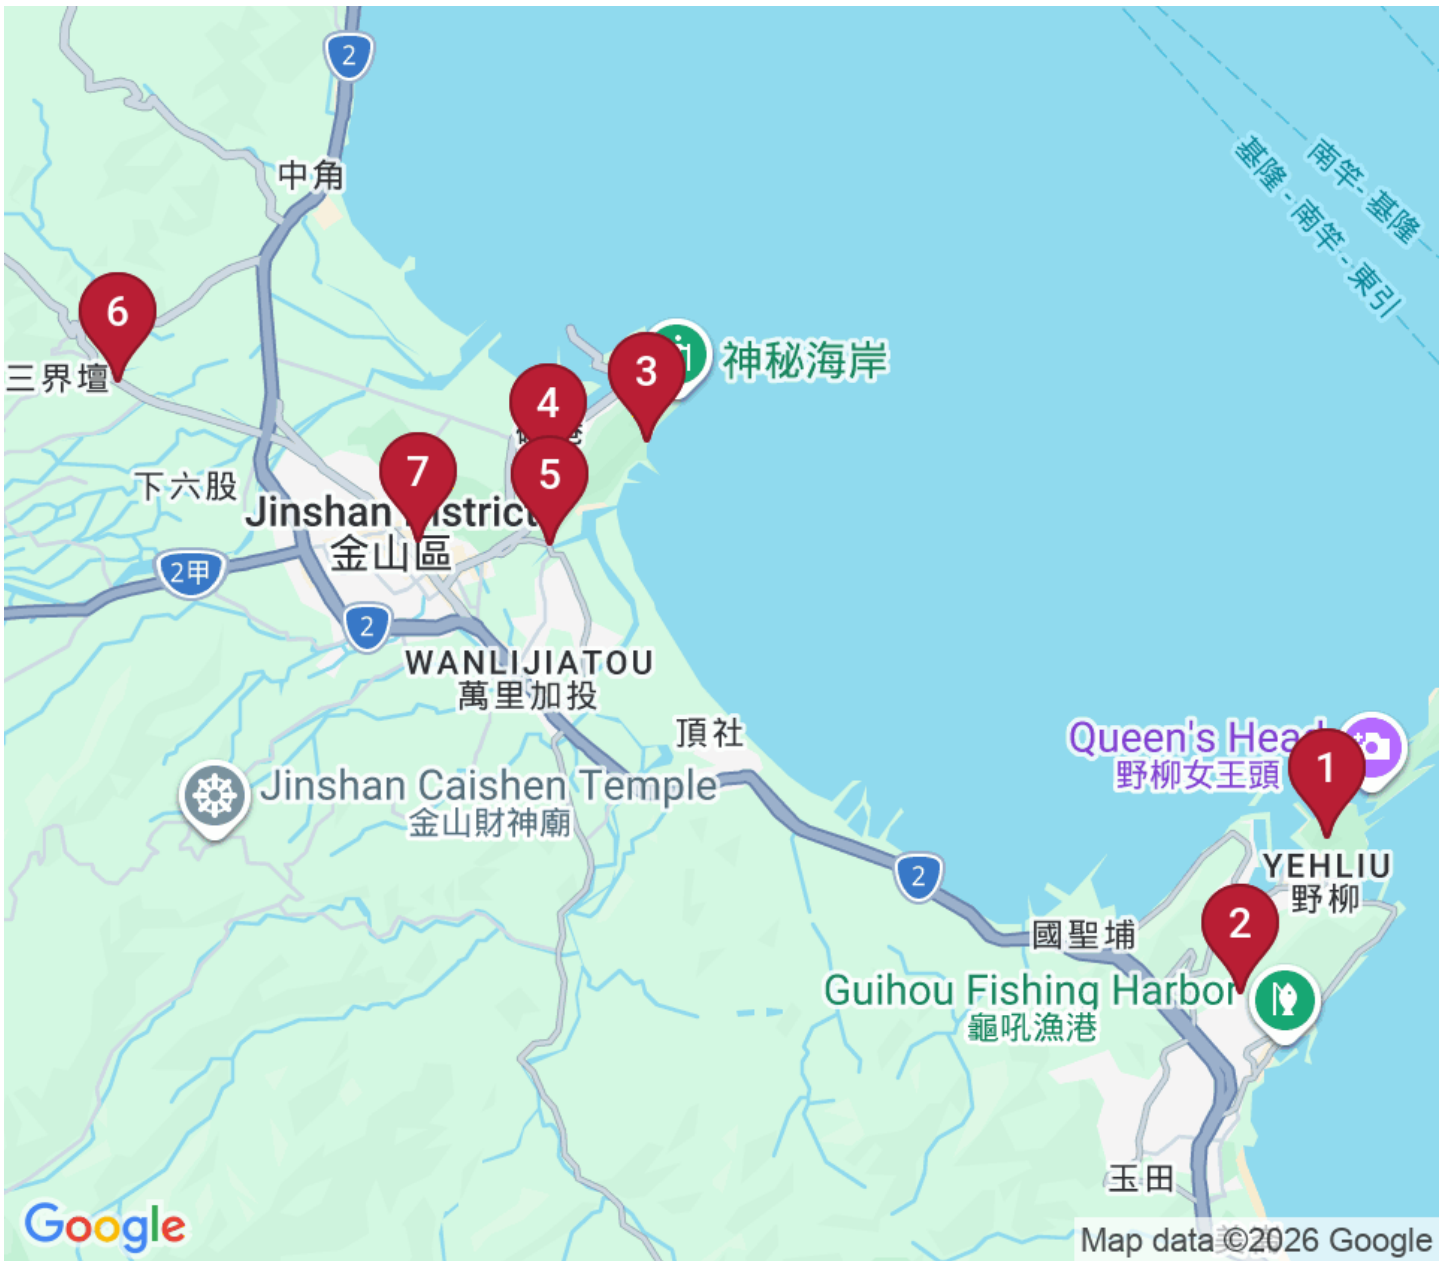 2
中角
南竿 - 基隆
基隆 - 南竿 - 東引
6
三界壇
3
神秘海岸
4
港
5
7
下六股
Jinshan District
金山區
2甲
2
WANLIJIATOU
萬里加投
頂社
Queen's Head
野柳女王頭
1
Jinshan Caishen Temple
金山財神廟
2
YEHLIU
野柳
2
國聖埔
Guihou Fishing Harbor
龜吼漁港
玉田
Google
Map data ©2026 Google